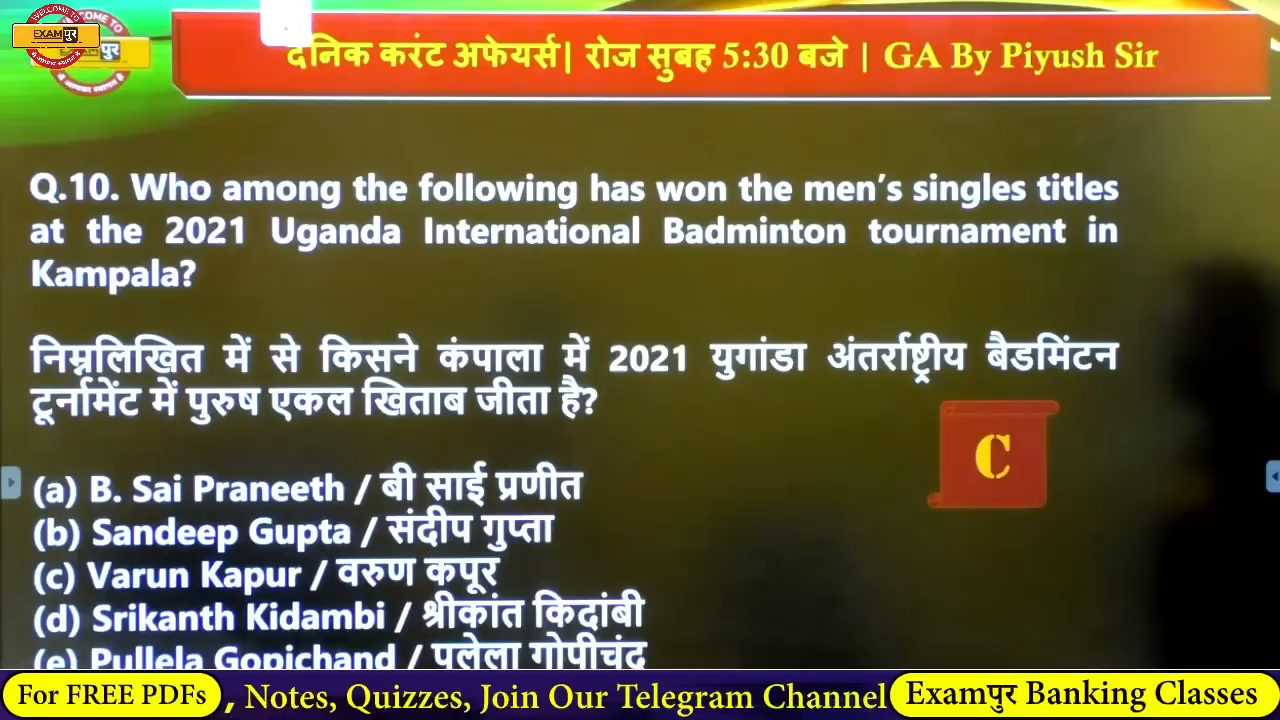 WELCOME TO
EXAMपुर
दैनिक करंट अफेयर्स| रोज सुबह 5:30 बजे | GA By Piyush Sir
Q.10. Who among the following has won the men's singles titles
at the 2021 Uganda International Badminton tournament in
Kampala?
निम्नलिखित में से किसने कंपाला में 2021 युगांडा अंतर्राष्ट्रीय बैडमिंटन
टूर्नामेंट में पुरुष एकल खिताब जीता है?
C
(a) B. Sai Praneeth / बी साई प्रणीत
(b) Sandeep Gupta / संदीप गुप्ता
(c) Varun Kapur / वरुण कपूर
(d) Srikanth Kidambi / श्रीकांत किदांबी
(e) Pullela Gopichand / पुलेला गोपीचंद
For FREE PDFs , Notes, Quizzes, Join Our Telegram Channel Examपुर Banking Classes